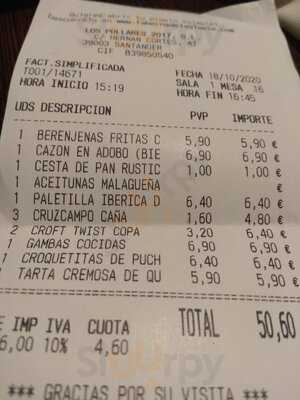 LOS POLLARES 2017, S.L.
C/ HERNAN CORTES, 47
39003 SANTANDER
CIF B39850540
FACT.SIMPLIFICADA
T001/14671 FECHA 18/10/2020
HORA INICIO 15:19 SALA 1 MESA 36
HORA FIN 16:45
UDS DESCRIPCION PVP IMPORTE
1 BERENJENAS FRITAS C 5,90 5,90 €
1 CAZON EN ADOBO (BIE 6,90 6,90 €
1 CESTA DE PAN RUSTIC 1,00 1,00 €
1 ACEITUNAS MALAGUEÑA €
1 PALETILLA IBERICA D 6,40 6,40 €
3 CRUZCAMPO CAÑA 1,60 4,80 €
2 CROFT TWIST COPA 3,20 6,40 €
1 GAMBAS COCIDAS 6,90 6,90 €
1 CROQUETITAS DE PUCH 6,40 6,40 €
TARTA CREMOSA DE QU 5,90 5,90 €
IMP IVA CUOTA TOTAL 50,60
6,00 10% 4,60
*** GRACIAS POR SU VISITA ***